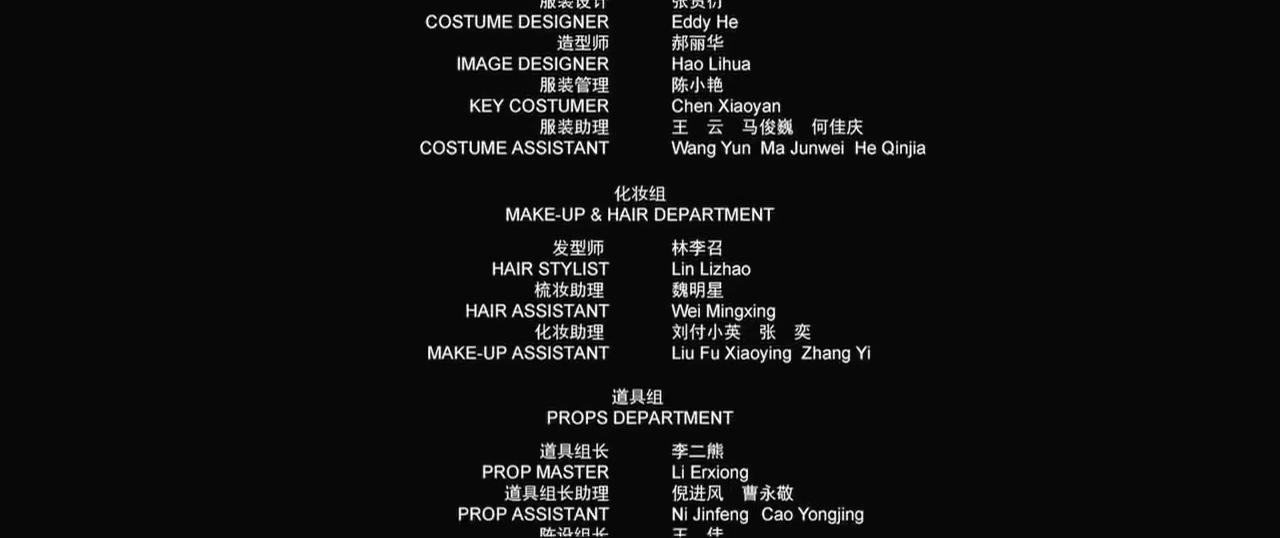 COSTUME DESIGNER Eddy He
造型师 郝丽华
IMAGE DESIGNER Hao Lihua
服装管理 陈小艳
KEY COSTUMER Chen Xiaoyan
服装助理 王 云 马俊巍 何佳庆
COSTUME ASSISTANT Wang Yun Ma Junwei He Qinjia
化妆组
MAKE-UP & HAIR DEPARTMENT
发型师 林李召
HAIR STYLIST Lin Lizhao
梳妆助理 魏明星
HAIR ASSISTANT Wei Mingxing
化妆助理 刘付小英 张 奕
MAKE-UP ASSISTANT Liu Fu Xiaoying Zhang Yi
道具组
PROPS DEPARTMENT
道具组长 李二熊
PROP MASTER Li Erxiong
道具组长助理 倪进风 曹永敬
PROP ASSISTANT Ni Jinfeng Cao Yongjing